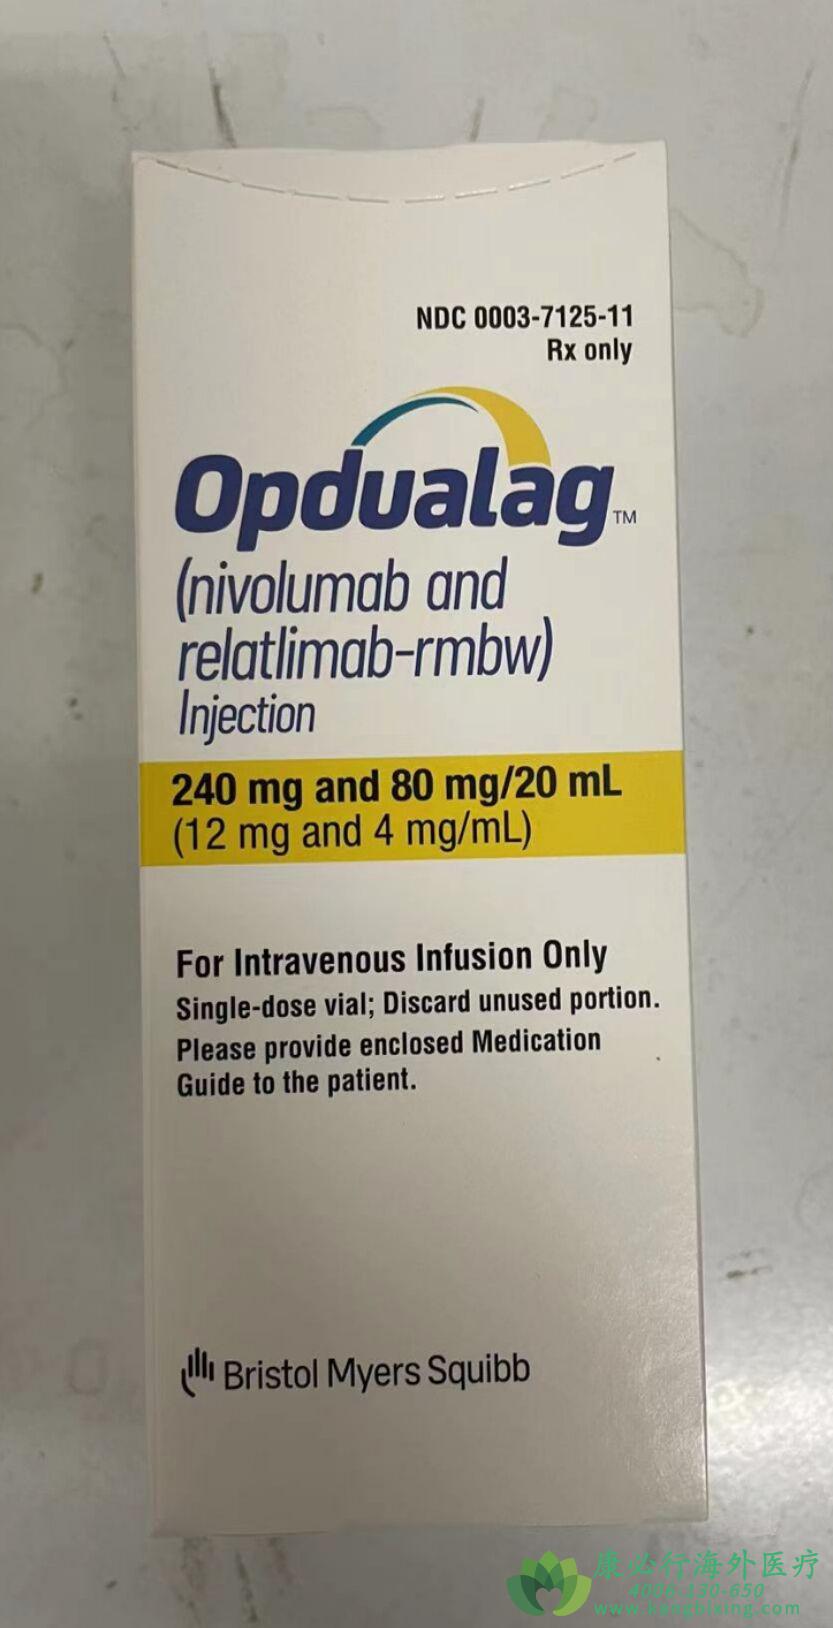 NDC 0003-7125-11
Rx only
Opdualag™
(nivolumab and
relatlimab-rmbw)
Injection
240 mg and 80 mg/20 mL
(12 mg and 4 mg/mL)
For Intravenous Infusion Only
Single-dose vial; Discard unused portion.
Please provide enclosed Medication
Guide to the patient.
Bristol Myers Squibb
康必行海外医疗
4006-130-650
www.kangbixing.com